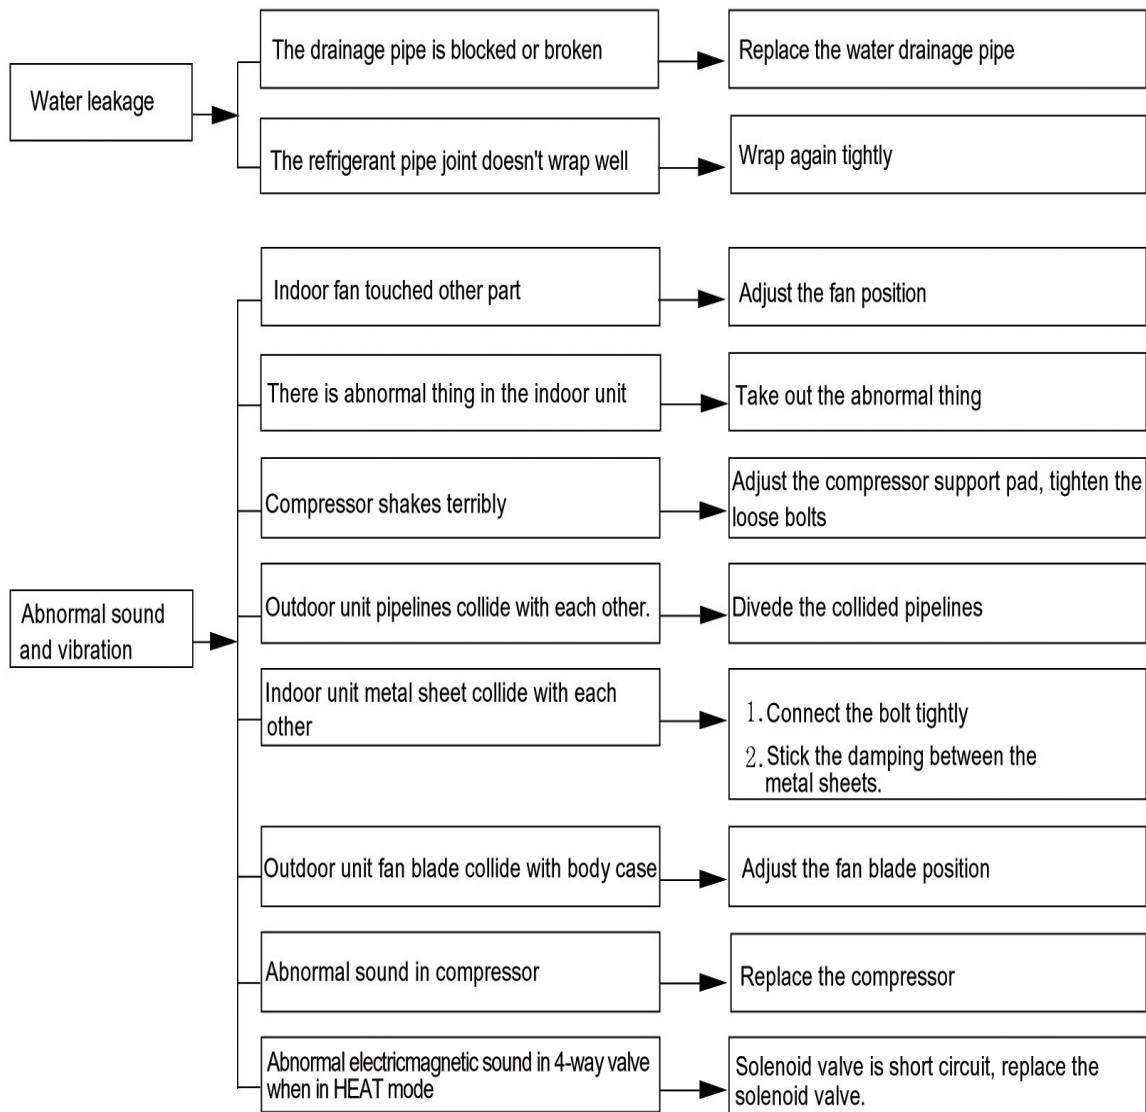 Water leakage
The drainage pipe is blocked or broken
Replace the water drainage pipe
The refrigerant pipe joint doesn't wrap well
Wrap again tightly
Abnormal sound
and vibration
Indoor fan touched other part
Adjust the fan position
There is abnormal thing in the indoor unit
Take out the abnormal thing
Compressor shakes terribly
Adjust the compressor support pad, tighten the
loose bolts
Outdoor unit pipelines collide with each other.
Divede the collided pipelines
Indoor unit metal sheet collide with each
other
1. Connect the bolt tightly
2. Stick the damping between the
metal sheets.
Outdoor unit fan blade collide with body case
Adjust the fan blade position
Abnormal sound in compressor
Replace the compressor
Abnormal electricmagnetic sound in 4-way valve
when in HEAT mode
Solenoid valve is short circuit, replace the
solenoid valve.